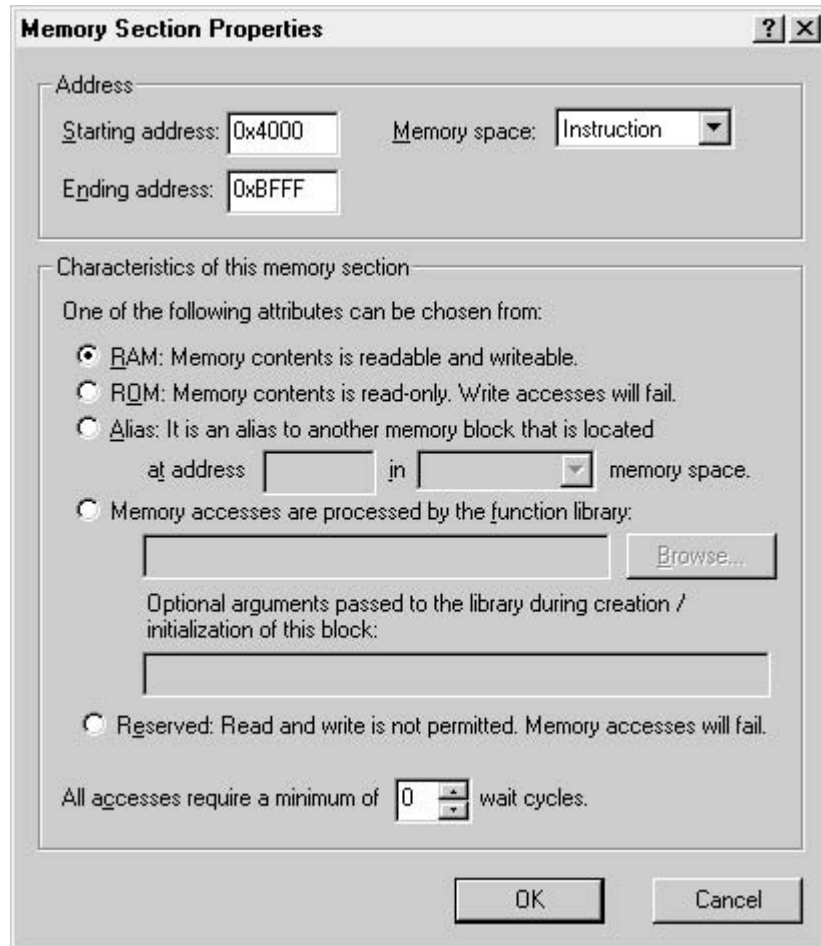 Memory Section Properties
Address
Starting address: 0x4000 Memory space: Instruction
Ending address: 0xBFFF
Characteristics of this memory section
One of the following attributes can be chosen from:
RAM: Memory contents is readable and writeable.
ROM: Memory contents is read-only. Write accesses will fail.
Alias: It is an alias to another memory block that is located
at address in memory space.
Memory accesses are processed by the function library:
Browse...
Optional arguments passed to the library during creation /
initialization of this block:
Reserved: Read and write is not permitted. Memory accesses will fail.
All accesses require a minimum of 0 wait cycles.
OK Cancel